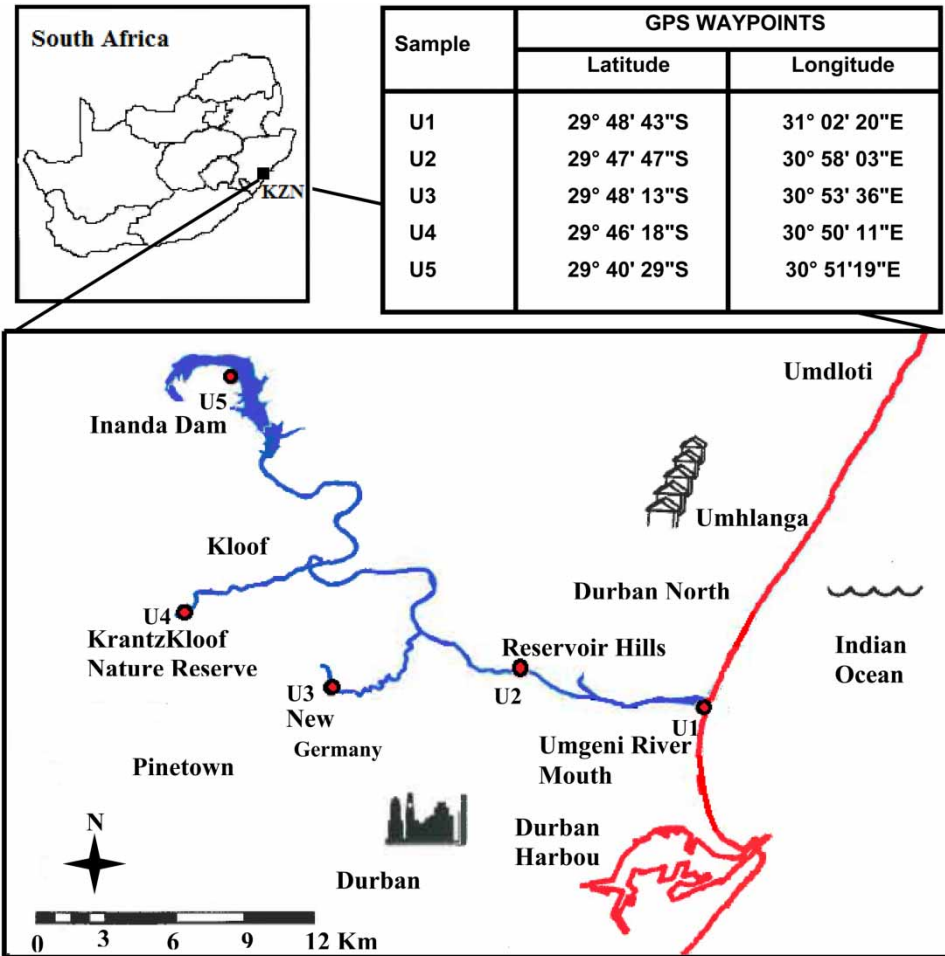 South Africa
KZN
Sample
GPS WAYPOINTS
Latitude Longitude
U1 29° 48' 43"S 31° 02' 20"E
U2 29° 47' 47"S 30° 58' 03"E
U3 29° 48' 13"S 30° 53' 36"E
U4 29° 46' 18"S 30° 50' 11"E
U5 29° 40' 29"S 30° 51'19"E
Umdloti
U5
Inanda Dam
Umhlanga
Kloof
Durban North
U4
KrantzKloof
Nature Reserve
Reservoir Hills
Indian
Ocean
U3
New
Germany
U2
U1
Umgeni River
Mouth
Pinetown
N
Durban
Harbou
Durban
0 3 6 9 12 Km